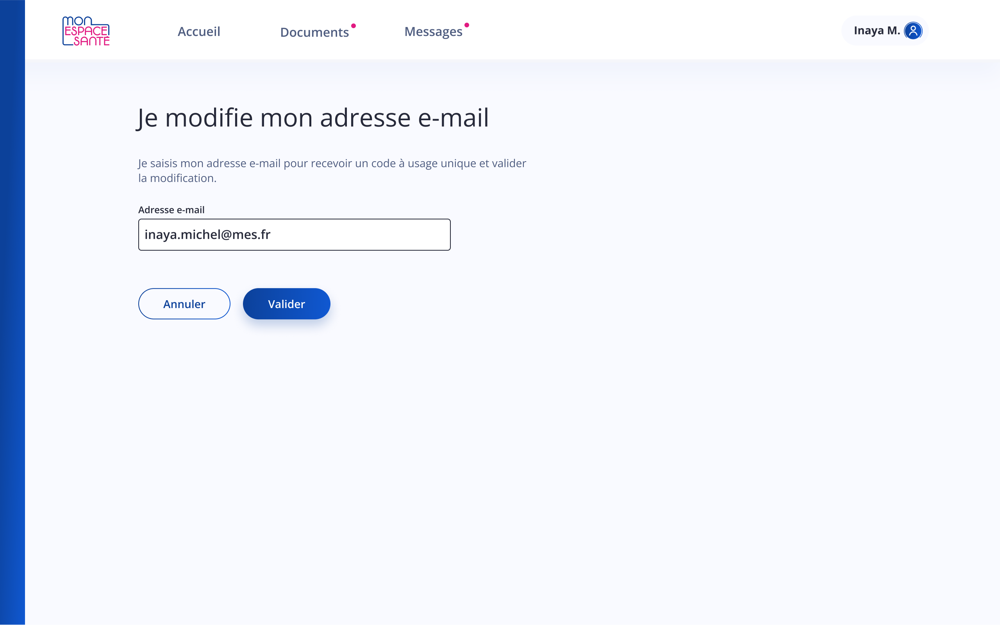 mon
ESPACE
SANTÉ
Accueil
Documents
Messages
Inaya M.
Je modifie mon adresse e-mail
Je saisis mon adresse e-mail pour recevoir un code à usage unique et valider
la modification.
Adresse e-mail
inaya.michel@mes.fr
Annuler
Valider